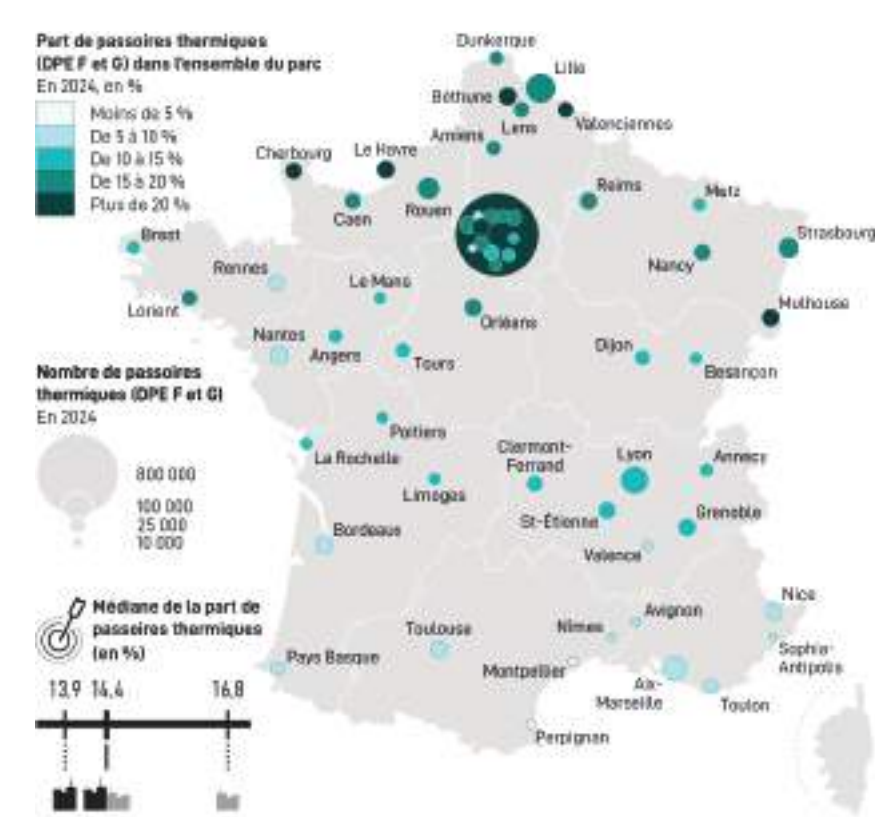 Part de passoires thermiques
(DPE F et G) dans l'ensemble du parc
En 2024, en %
Moins de 5 %
De 5 à 10 %
De 10 à 15 %
De 15 à 20 %
Plus de 20 %
Dunkerque
Lille
Béthune
Lens
Valenciennes
Amiens
Cherbourg
Le Havre
Rouen
Caen
Reims
Metz
Strasbourg
Nancy
Brest
Rennes
Le Mans
Lorient
Orléans
Mulhouse
Nantes
Angers
Tours
Dijon
Besançon
Nombre de passoires
thermiques (DPE F et G)
En 2024
800 000
100 000
25 000
10 000
Poitiers
La Rochelle
Limoges
Clermont-
Ferrand
Lyon
Annecy
St-Étienne
Grenoble
Bordeaux
Valence
Médiane de la part de
passoires thermiques
(en %)
13,9 14,4 16,8
Toulouse
Pays Basque
Nîmes
Avignon
Montpellier
Nice
Sophia-
Antipolis
Aix-
Marseille
Toulon
Perpignan